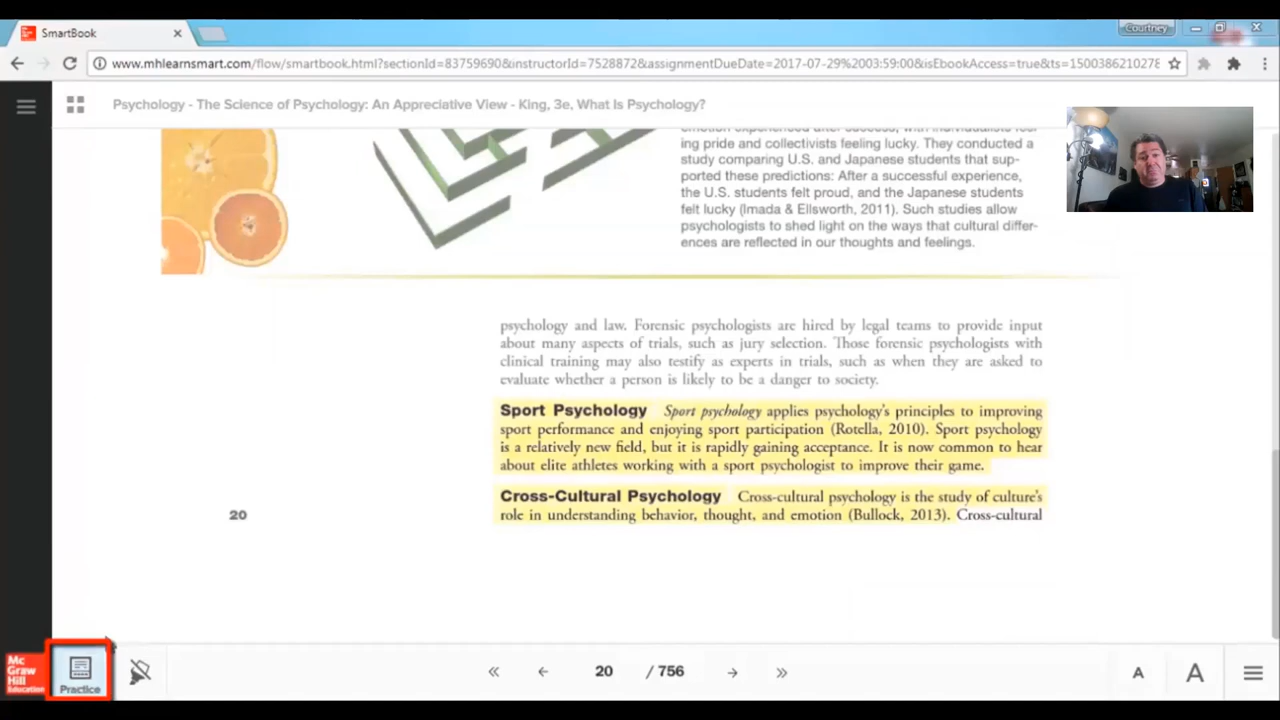 SmartBook
Courtney
www.mhlearnsmart.com/flow/smartbook.html?sectionId=83759690&instructorId=7528872&assignmentDueDate=2017-07-29%2003:59:00&isEbookAccess=true&ts=1500386210278
Psychology - The Science of Psychology: An Appreciative View - King, 3e, What Is Psychology?
emotion experienced after success, with individualists feel-
ing pride and collectivists feeling lucky. They conducted a
study comparing U.S. and Japanese students that sup-
ported these predictions: After a successful experience,
the U.S. students felt proud, and the Japanese students
felt lucky (Imada & Ellsworth, 2011). Such studies allow
psychologists to shed light on the ways that cultural differ-
ences are reflected in our thoughts and feelings.
psychology and law. Forensic psychologists are hired by legal teams to provide input
about many aspects of trials, such as jury selection. Those forensic psychologists with
clinical training may also testify as experts in trials, such as when they are asked to
evaluate whether a person is likely to be a danger to society.
Sport Psychology Sport psychology applies psychology's principles to improving
sport performance and enjoying sport participation (Rotella, 2010). Sport psychology
is a relatively new field, but it is rapidly gaining acceptance. It is now common to hear
about elite athletes working with a sport psychologist to improve their game.
Cross-Cultural Psychology Cross-cultural psychology is the study of culture's
role in understanding behavior, thought, and emotion (Bullock, 2013). Cross-cultural
20
Mc
Graw
Hill
Education
Practice
20 / 756
A A